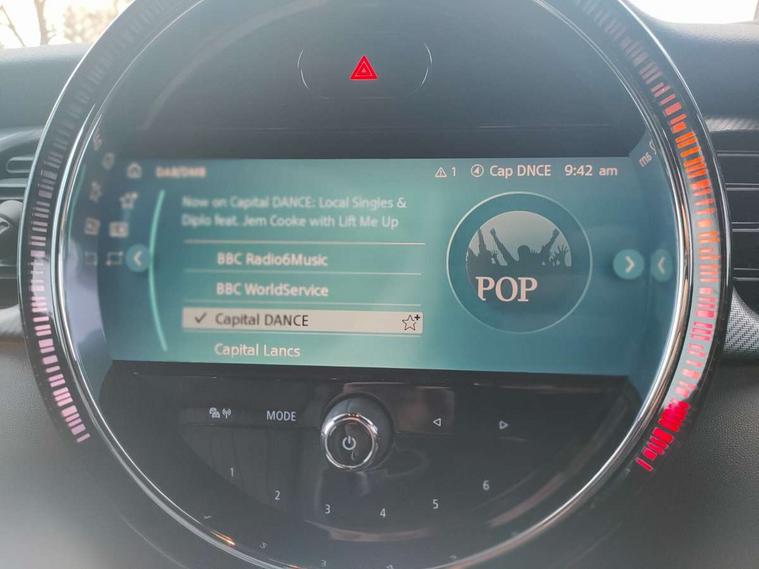 DAB/DMB
1 Cap DNCE 9:42 am
Now on Capital DANCE: Local Singles &
Diplo feat. Jem Cooke with Lift Me Up
BBC Radio6Music
BBC WorldService
Capital DANCE
Capital Lancs
POP
MODE
1
2
3
4
5
6